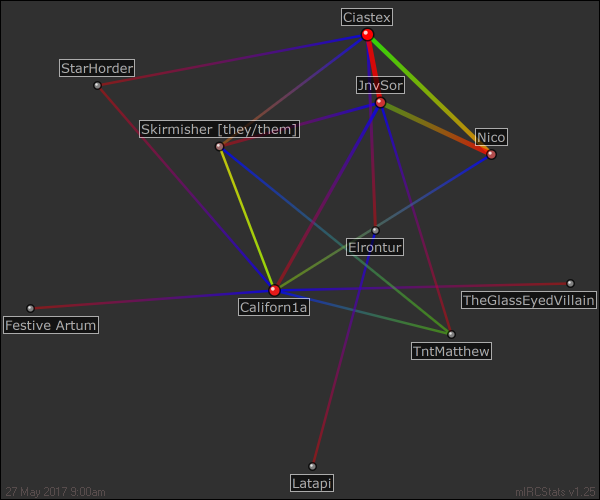 Ciastex
StarHorder
JnvSor
Skirmisher [they/them]
Nico
Elrontur
TheGlassEyedVillain
Californ1a
Festive Artum
TntMatthew
Latapi
27 May 2017 9:00am
mIRCStats v1.25